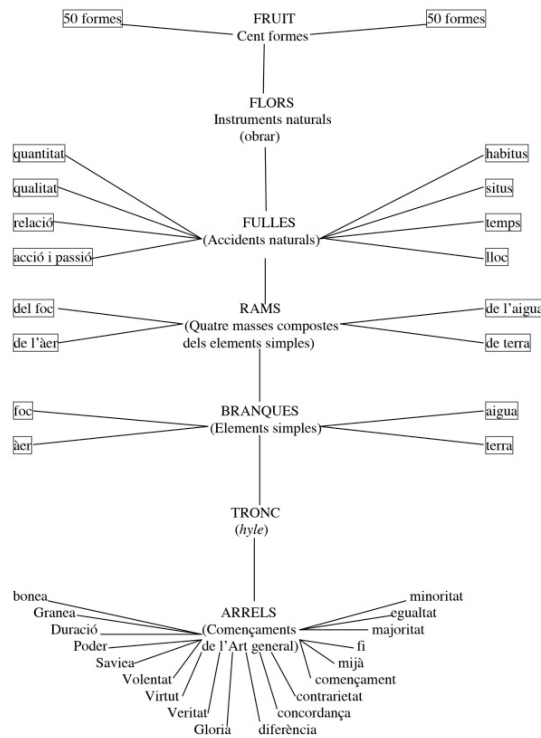 50 formes
FRUIT
50 formes
Cent formes
FLORS
Instruments naturals
(obrar)
quantitat
habitus
qualitat
situs
relació
FULLES
temps
(Accidents naturals)
acció i passió
lloc
del foc
RAMS
de l'aigua
(Quatre masses compostes
de l'àer
dels elements simples)
de terra
foc
BRANQUES
aigua
(Elements simples)
àer
terra
TRONC
(hyle)
bonea
minoritat
Granea
ARRELS
egualtat
Duració
(Començaments
majoritat
Poder
de l'Art general)
fi
Saviea
mijà
Volentat
començament
Virtut
contrarietat
Veritat
concordança
Gloria
diferència